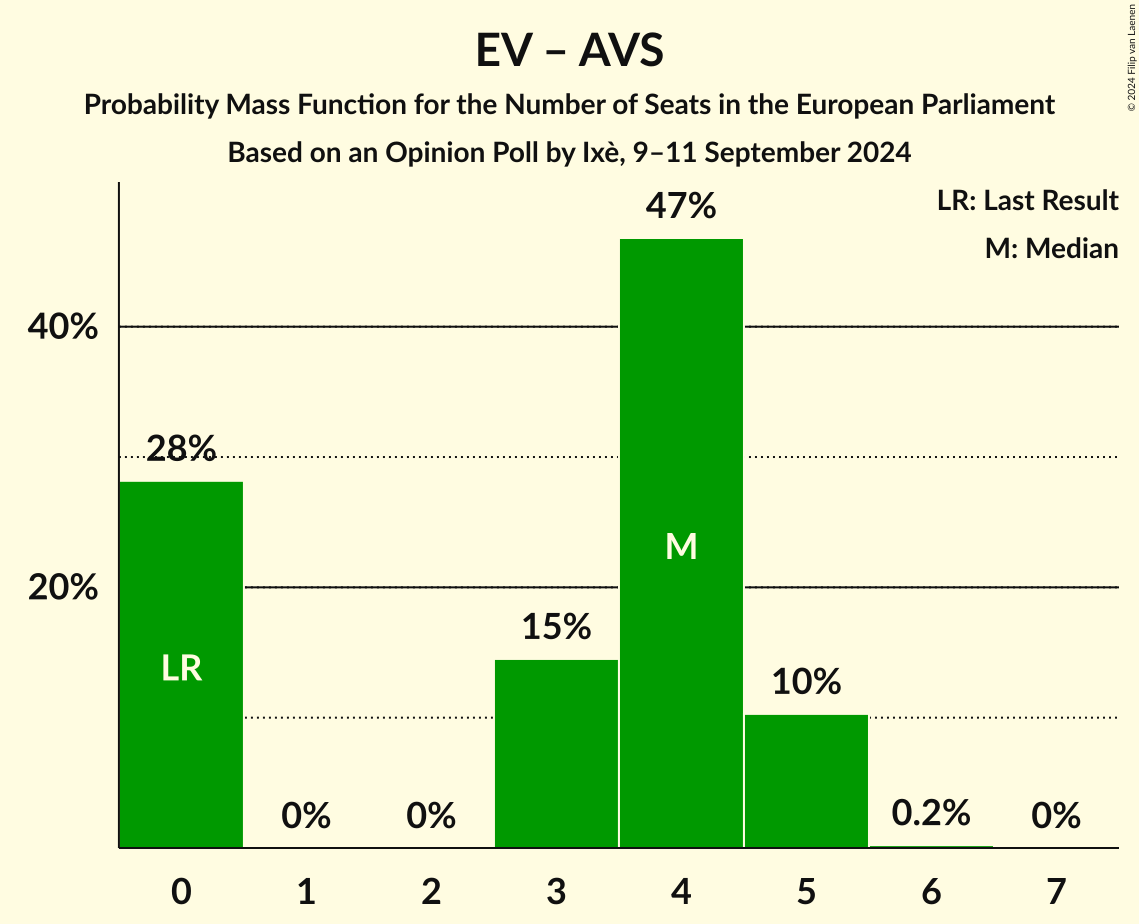 EV – AVS
Probability Mass Function for the Number of Seats in the European Parliament
Based on an Opinion Poll by Ixè, 9–11 September 2024
© 2024 Filip van Laenen
LR: Last Result
M: Median
47%
40%
28%
M
20%
15%
LR
10%
0%
0%
0.2%
0%
0
1
2
3
4
5
6
7